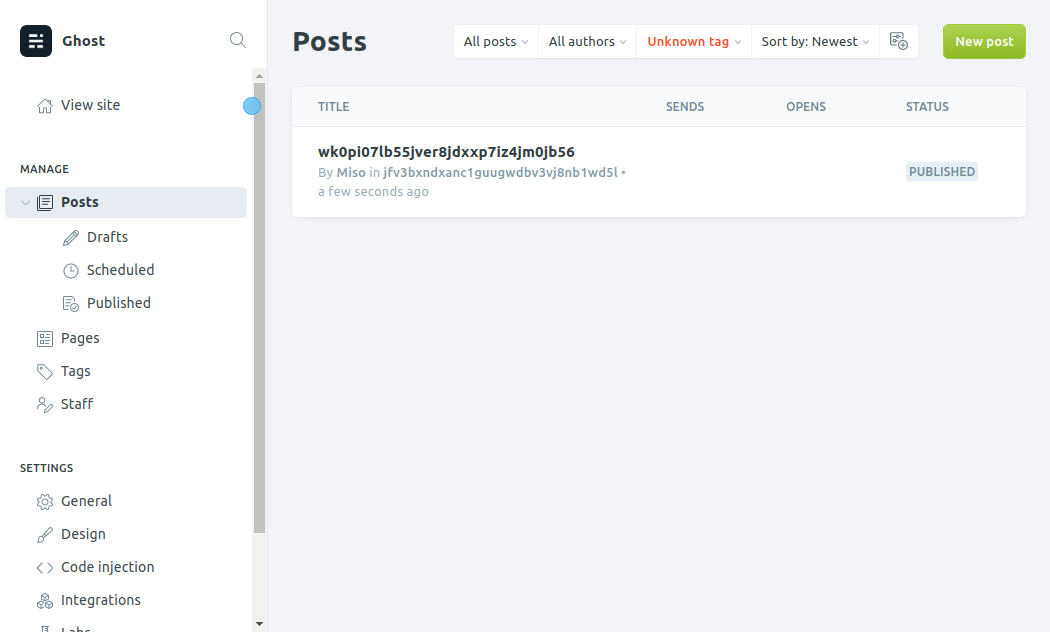 Ghost
View site
MANAGE
Posts
Drafts
Scheduled
Published
Pages
Tags
Staff
SETTINGS
General
Design
Code injection
Integrations
Labs
Posts
All posts
All authors
Unknown tag
Sort by: Newest
New post
TITLE SENDS OPENS STATUS
wk0pi07lb55jver8jdxxp7iz4jm0jb56
By Miso in jfv3bxndxanc1guugwdbv3vj8nb1wd5l •
a few seconds ago
PUBLISHED